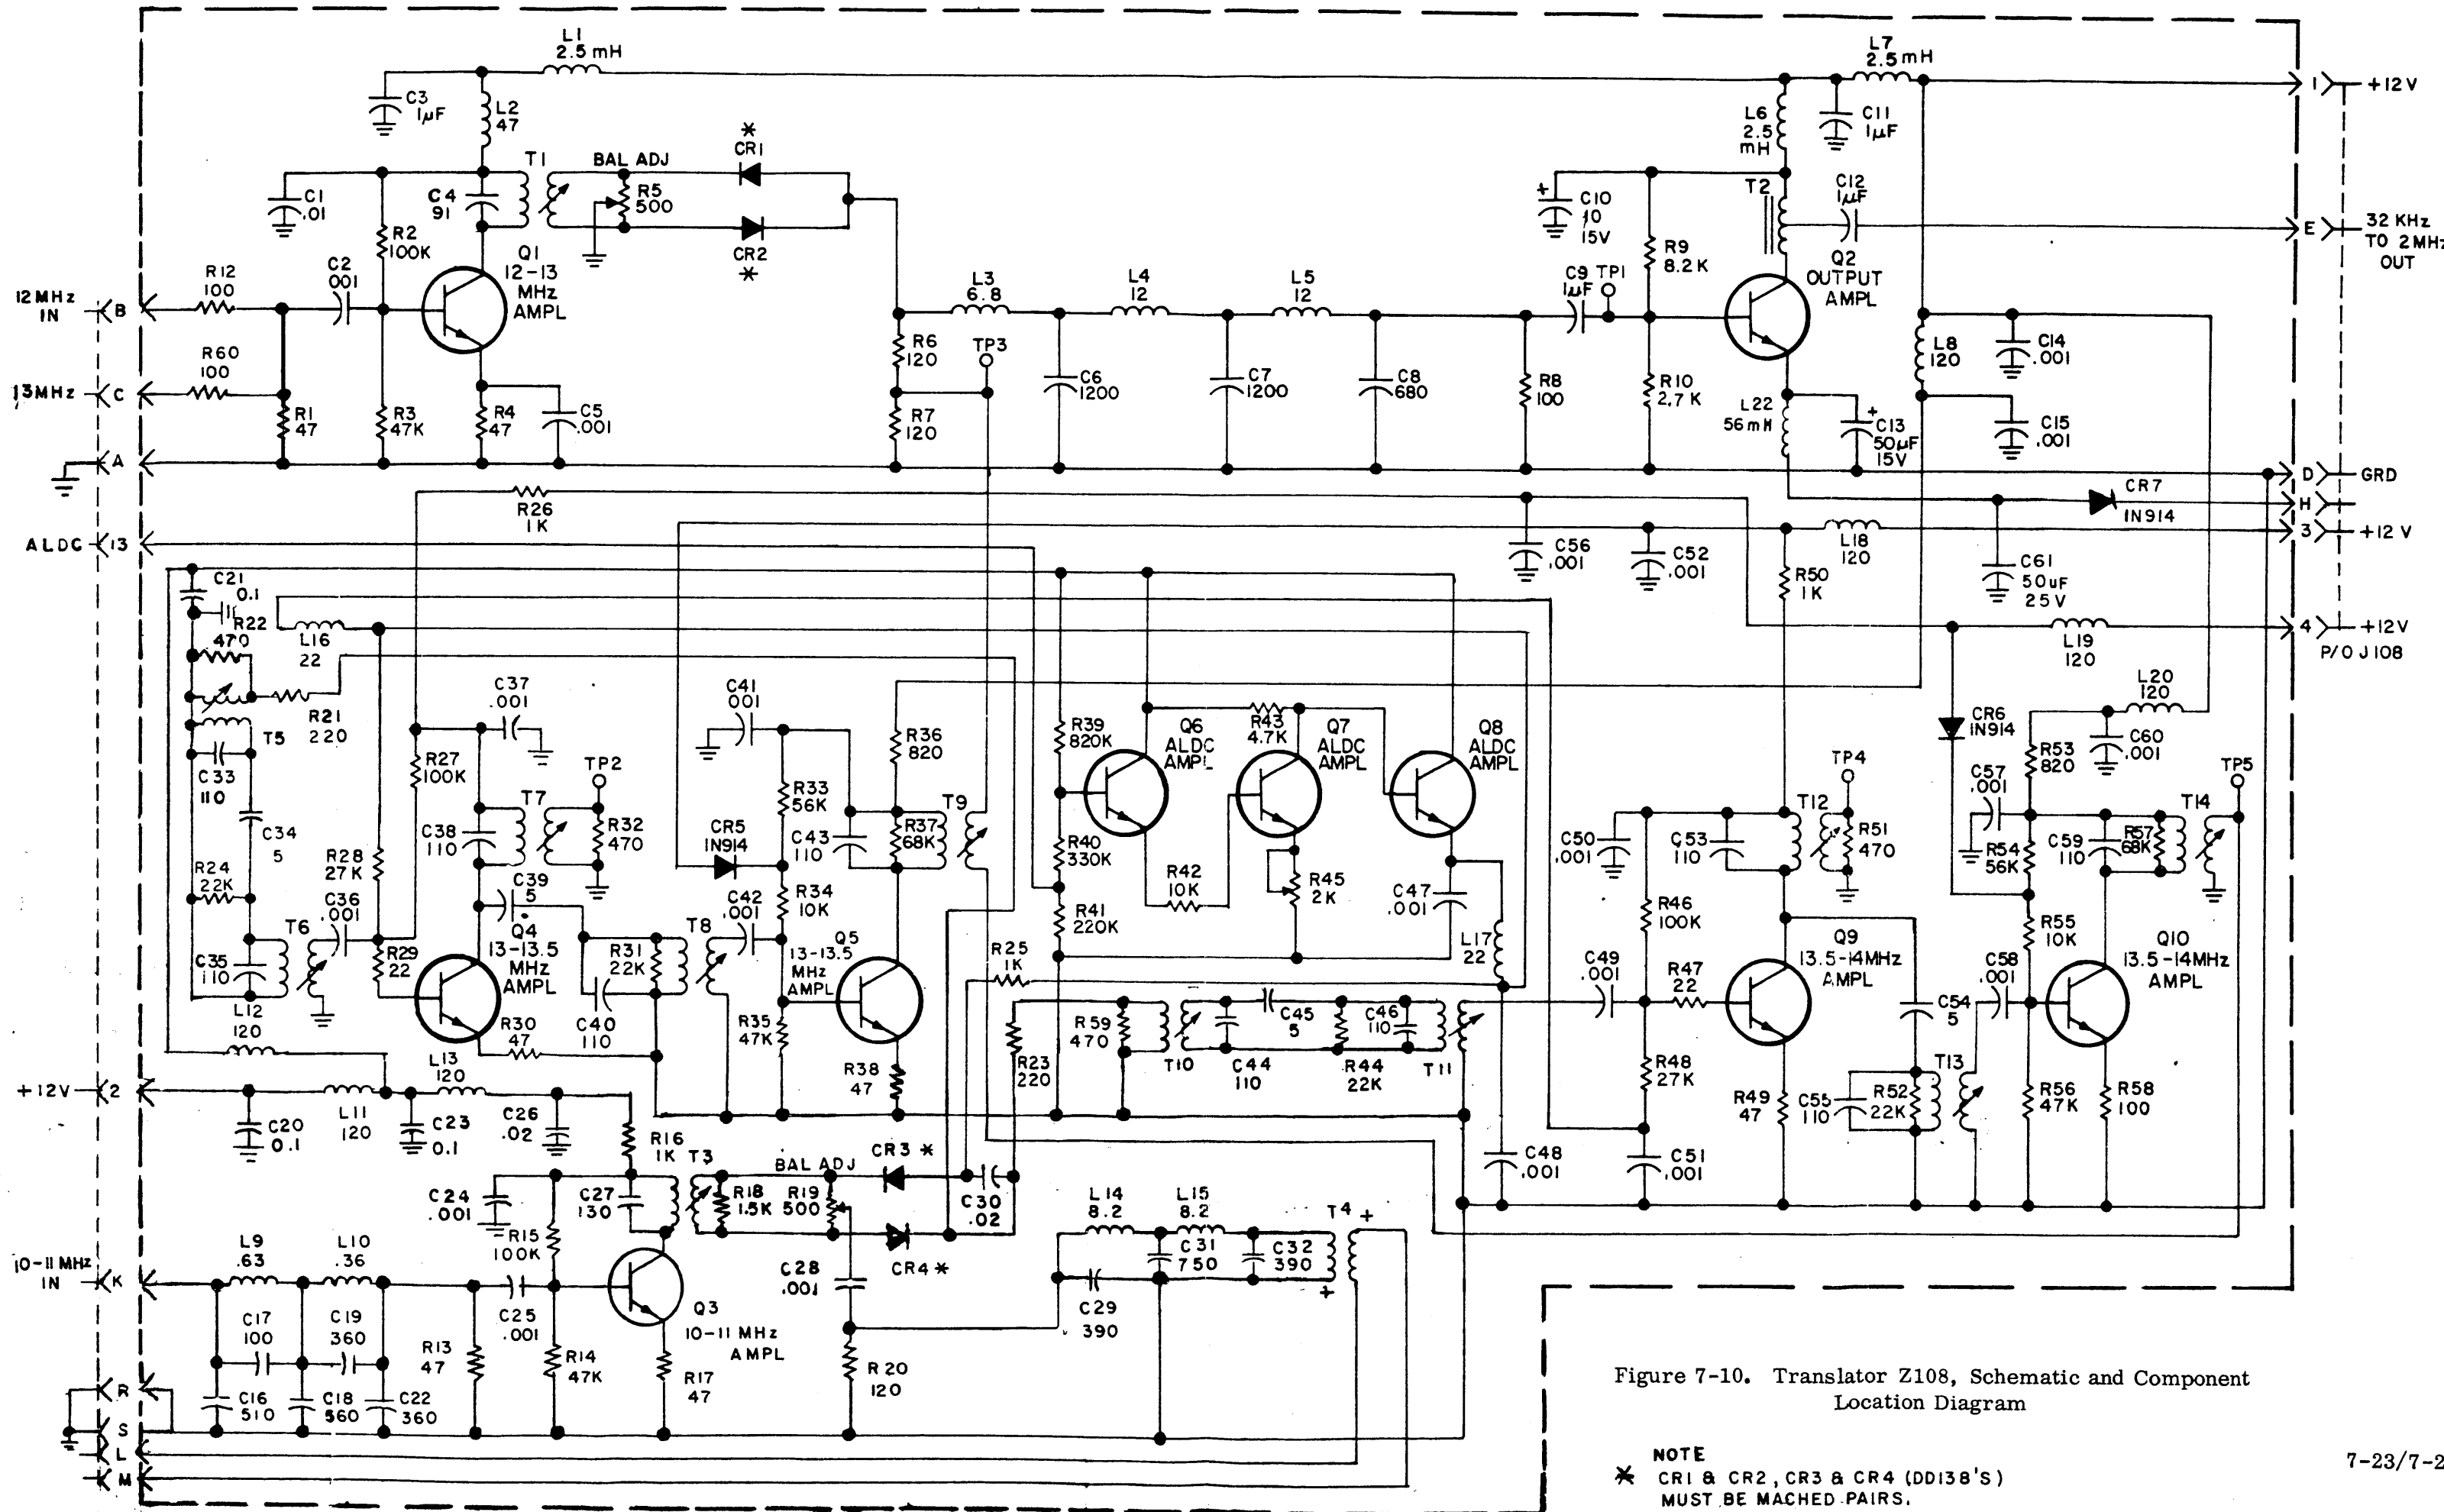 L1
2.5 mH
L7
2.5 mH
1
+12V
C3
1µF
L2
47
L6
2.5
mH
C11
1µF
*
CR1
T1
BAL ADJ
C1
.01
C4
91
R5
500
R2
100K
CR2
*
+
C10
10
15V
T2
C12
1µF
E
32 KHz
TO 2MHz
OUT
R9
8.2K
Q1
12-13
MHz
AMPL
Q2
OUTPUT
AMPL
R12
100
C2
001
12MHz
IN
B
L3
6.8
L4
12
L5
12
C9
1µF
TP1
R60
100
13MHz
C
R6
120
TP3
L8
120
C14
.001
R1
47
R3
47K
R4
47
C5
.001
R7
120
C6
1200
C7
1200
C8
680
R8
100
R10
2.7K
L22
56mH
+
C13
50µF
15V
C15
.001
A
D
GRD
R26
1K
CR7
1N914
H
ALDC
13
C56
.001
C52
.001
L18
120
3
+12V
C21
0.1
R22
470
L16
22
R50
1K
C61
50uF
25V
4
+12V
P/O J108
L19
120
R21
220
T5
C33
110
C37
.001
C41
001
R27
100K
TP2
R36
820
R39
820K
Q6
ALDC
AMPL
R43
4.7K
Q7
ALDC
AMPL
Q8
ALDC
AMPL
L20
120
CR6
1N914
C60
.001
R53
820
TP4
TP5
C34
5
T7
C38
110
R32
470
R33
56K
CR5
1N914
C43
110
R37
68K
T9
R40
330K
C57
.001
C50
.001
C53
110
T12
R51
470
R54
56K
C59
110
R57
68K
T14
R24
22K
R28
27K
C36
.001
C39
5
R34
10K
C42
.001
R42
10K
R45
2K
C47
.001
R41
220K
R46
100K
R55
10K
T6
C35
110
R29
22
Q4
13-13.5
MHz
AMPL
R31
22K
T8
Q5
13-13.5
MHz
AMPL
R25
1K
L17
22
C49
.001
R47
22
Q9
13.5-14MHz
AMPL
C58
.001
Q10
13.5-14MHz
AMPL
L12
120
R30
47
C40
110
R35
47K
R38
47
R23
220
R59
470
T10
C44
110
C45
5
R44
22K
C46
110
T11
R48
27K
C54
5
+12V
2
C20
0.1
L11
120
C23
0.1
L13
120
C26
.02
R49
47
C55
110
R52
22K
T13
R56
47K
R58
100
R16
1K
T3
BAL ADJ
CR3 *
C24
.001
C27
130
R18
1.5K
R19
500
C30
.02
C48
.001
C51
.001
R15
100K
CR4 *
L14
8.2
L15
8.2
T4
+
10-11 MHz
IN
K
L9
.63
L10
.36
C28
.001
C31
750
C32
390
+
C29
390
C17
100
C19
360
C25
.001
Q3
10-11 MHz
AMPL
R13
47
R14
47K
R17
47
R20
120
R
C16
510
C18
560
C22
360
S
L
M
Figure 7-10. Translator Z108, Schematic and Component
Location Diagram
NOTE
* CR1 & CR2, CR3 & CR4 (DD138'S)
MUST BE MACHED PAIRS.
7-23/7-2